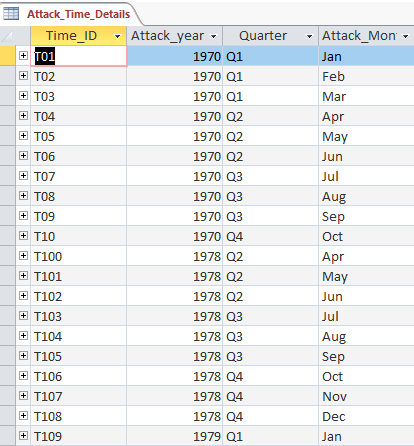 Attack_Time_Details
Time_ID Attack_year Quarter Attack_Mon
T01 1970 Q1 Jan
T02 1970 Q1 Feb
T03 1970 Q1 Mar
T04 1970 Q2 Apr
T05 1970 Q2 May
T06 1970 Q2 Jun
T07 1970 Q3 Jul
T08 1970 Q3 Aug
T09 1970 Q3 Sep
T10 1970 Q4 Oct
T100 1978 Q2 Apr
T101 1978 Q2 May
T102 1978 Q2 Jun
T103 1978 Q3 Jul
T104 1978 Q3 Aug
T105 1978 Q3 Sep
T106 1978 Q4 Oct
T107 1978 Q4 Nov
T108 1978 Q4 Dec
T109 1979 Q1 Jan